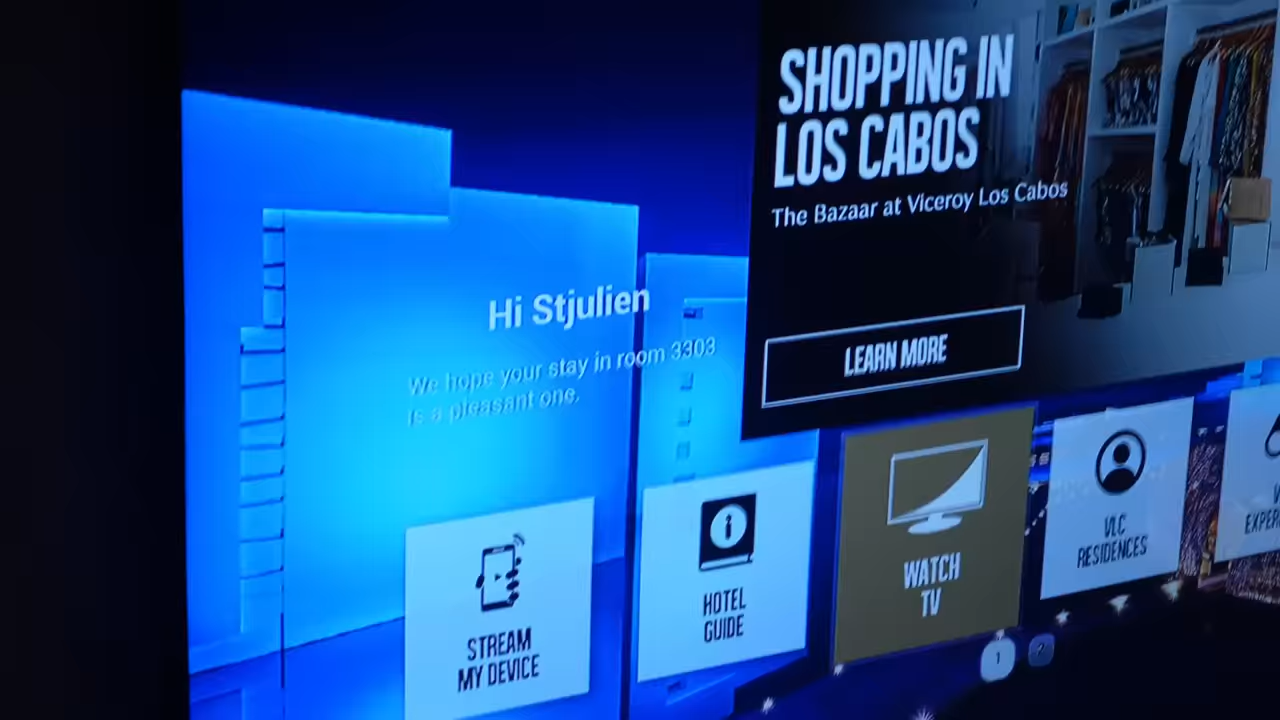 SHOPPING IN
LOS CABOS
The Bazaar at Viceroy Los Cabos
LEARN MORE
Hi Stjulien
We hope your stay in room 3303
is a pleasant one.
STREAM
MY DEVICE
HOTEL
GUIDE
WATCH
TV
VLC
RESIDENCES
1
2